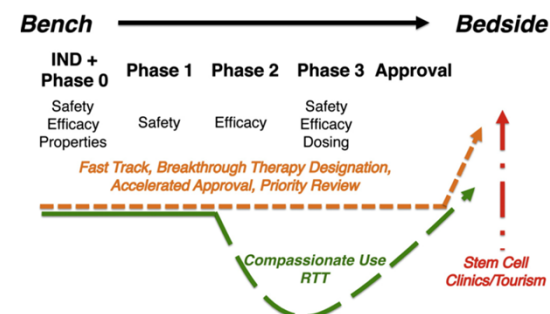 Bench Bedside
IND +
Phase 0 Phase 1 Phase 2 Phase 3 Approval
Safety
Efficacy
Properties
Safety
Efficacy
Safety
Efficacy
Dosing
Fast Track, Breakthrough Therapy Designation,
Accelerated Approval, Priority Review
Compassionate Use
RTT
Stem Cell
Clinics/Tourism